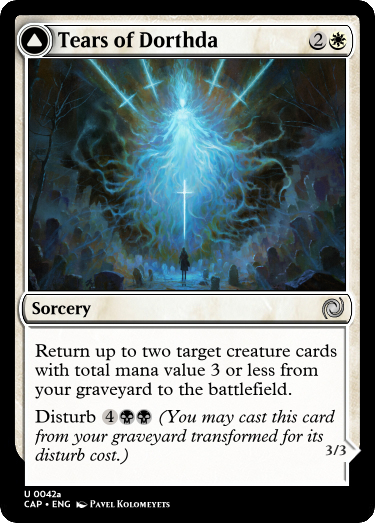 Tears of Dorthda 2
Sorcery
Return up to two target creature cards
with total mana value 3 or less from
your graveyard to the battlefield.
Disturb 4 (You may cast this card
from your graveyard transformed for its
disturb cost.)
3/3
U 0042a
CAP • ENG Pavel Kolomeyets